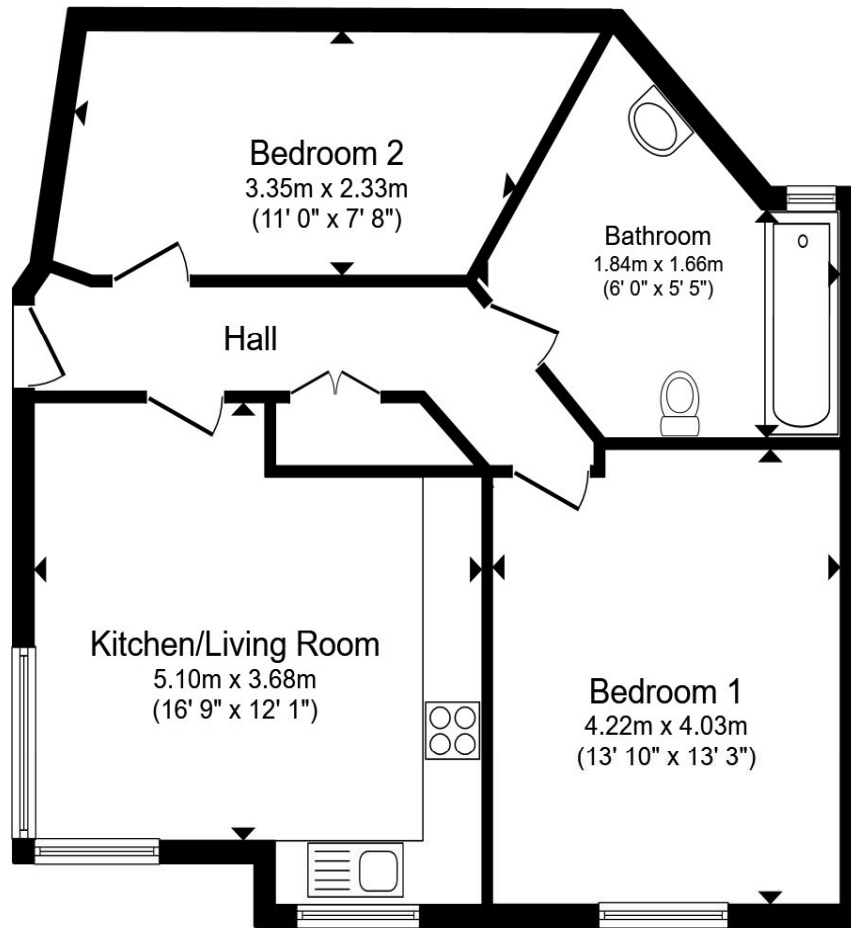 Bedroom 2
3.35m x 2.33m
(11' 0" x 7' 8")
Bathroom
1.84m x 1.66m
(6' 0" x 5' 5")
Hall
Kitchen/Living Room
5.10m x 3.68m
(16' 9" x 12' 1")
Bedroom 1
4.22m x 4.03m
(13' 10" x 13' 3")